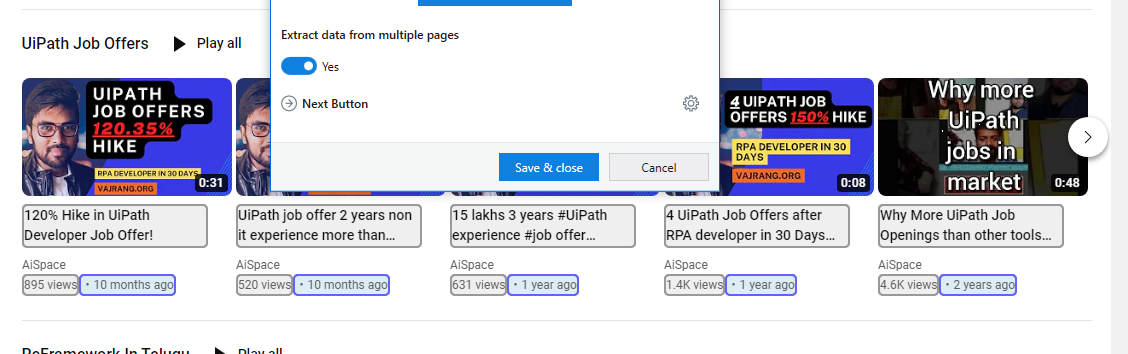 Extract data from multiple pages
Yes
Next Button
Save & close
Cancel
UiPath Job Offers
Play all
UIPATH
JOB OFFERS
120.35%
HIKE
RPA DEVELOPER IN 30 DAYS
VAJRANG.ORG
0:31
4 UIPATH JOB
OFFERS 150% HIKE
RPA DEVELOPER IN 30
DAYS
VAJRANG.ORG
0:08
Why more
UiPath
jobs in
market
0:48
120% Hike in UiPath
Developer Job Offer!
AiSpace
895 views
• 10 months ago
UiPath job offer 2 years non
it experience more than...
AiSpace
520 views
• 10 months ago
15 lakhs 3 years #UiPath
experience #job offer...
AiSpace
631 views
• 1 year ago
4 UiPath Job Offers after
RPA developer in 30 Days...
AiSpace
1.4K views
• 1 year ago
Why More UiPath Job
Openings than other tools...
AiSpace
4.6K views
• 2 years ago
ReFramework In Telugu
Play all